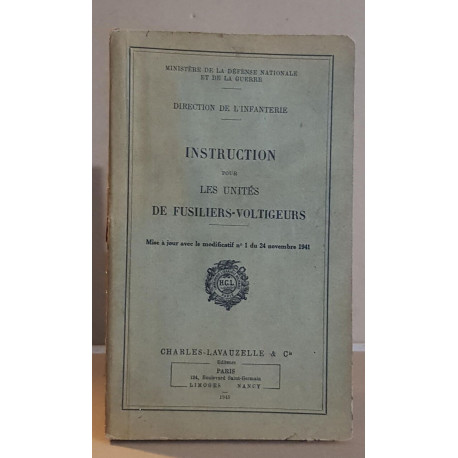 MINISTÈRE DE LA DÉFENSE NATIONALE
ET DE LA GUERRE
DIRECTION DE L'INFANTERIE
INSTRUCTION
POUR
LES UNITÉS
DE FUSILIERS-VOLTIGEURS
Mise à jour avec le modificatif n° 1 du 24 novembre 1941
H.C.L
CHARLES-LAVAUZELLE & Cie
Éditeurs
PARIS
124, Boulevard Saint-Germain
LIMOGES NANCY